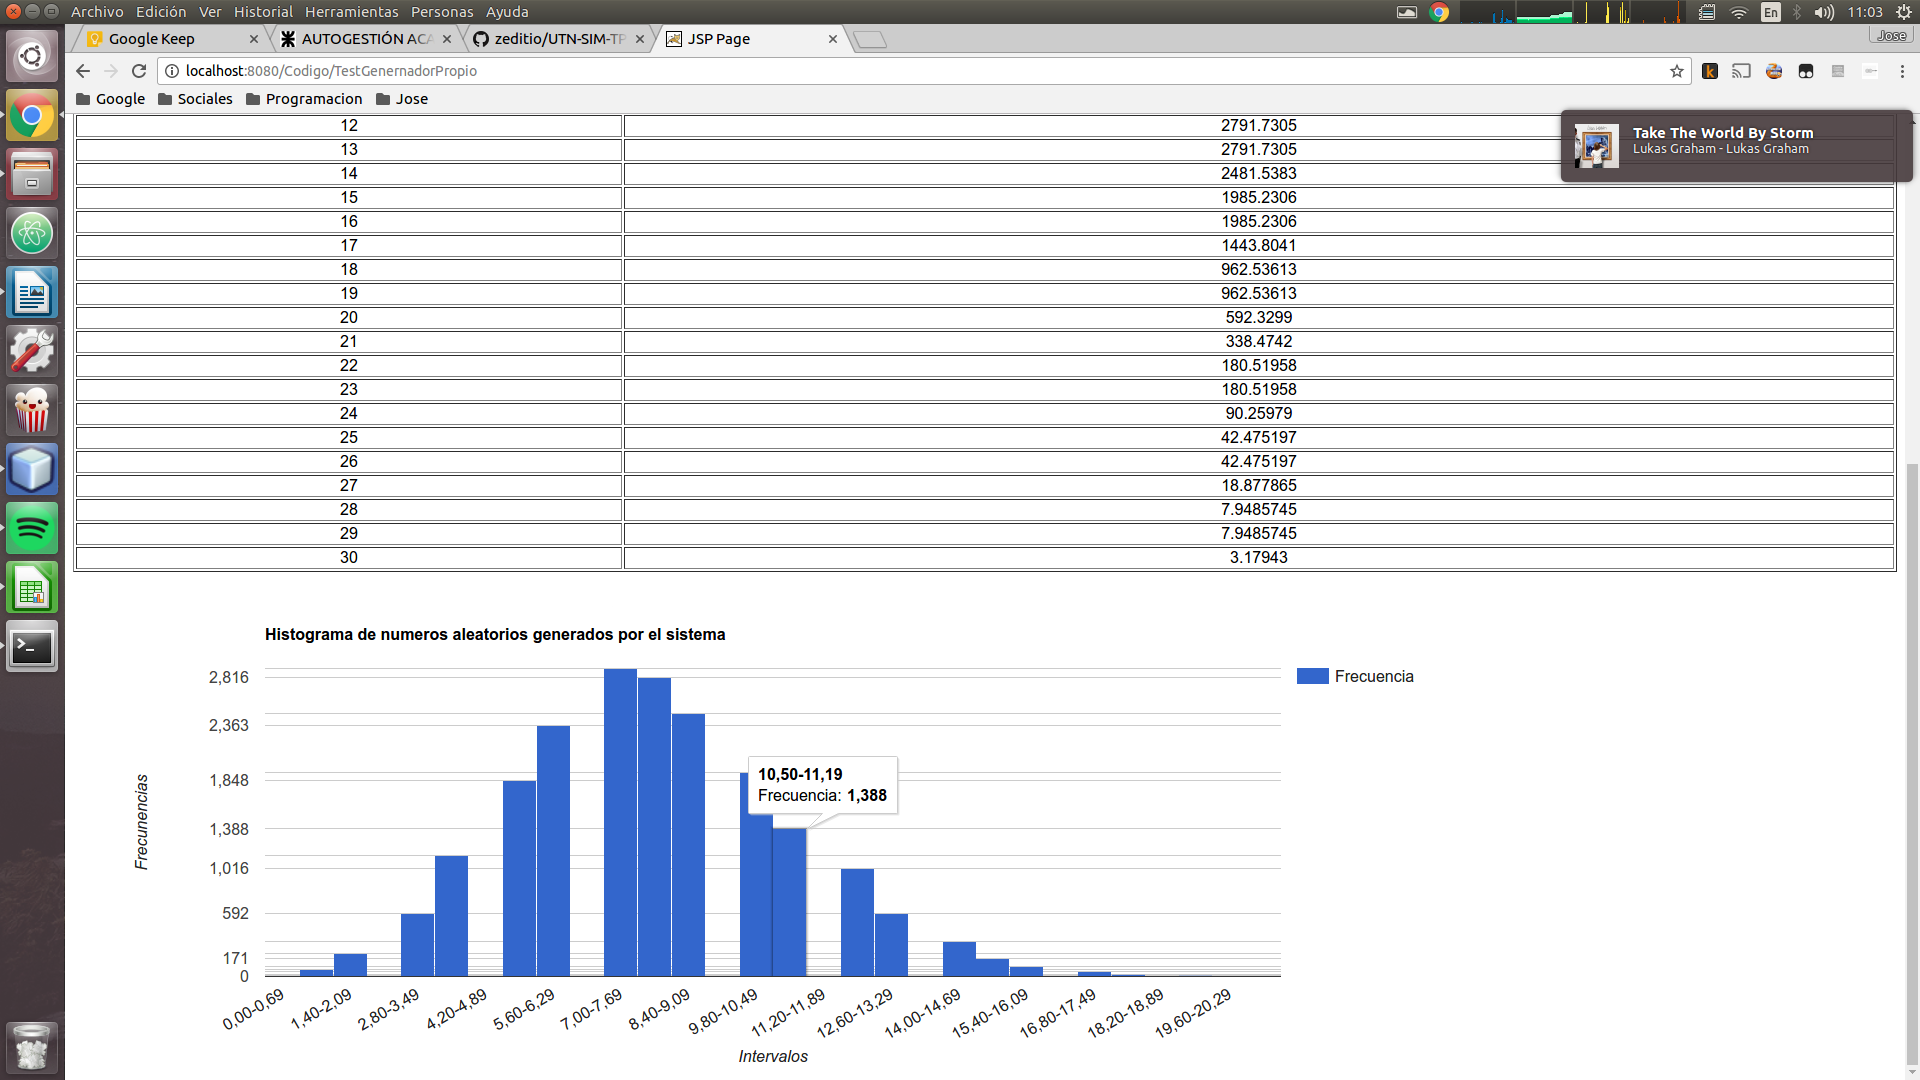 Archivo Edición Ver Historial Herramientas Personas Ayuda
En
11:03
Google Keep
AUTOGESTIÓN ACA
zeditio/UTN-SIM-TP
JSP Page
Jose
localhost:8080/Codigo/TestGenernadorPropio
Google Sociales Programacion Jose
Take The World By Storm
Lukas Graham - Lukas Graham
12 2791.7305
13 2791.7305
14 2481.5383
15 1985.2306
16 1985.2306
17 1443.8041
18 962.53613
19 962.53613
20 592.3299
21 338.4742
22 180.51958
23 180.51958
24 90.25979
25 42.475197
26 42.475197
27 18.877865
28 7.9485745
29 7.9485745
30 3.17943
Histograma de numeros aleatorios generados por el sistema
Frecuencia
2,816
2,363
1,848
1,388
1,016
592
171
0
Frecunencias
10,50-11,19
Frecuencia: 1,388
0,00-0,69
1,40-2,09
2,80-3,49
4,20-4,89
5,60-6,29
7,00-7,69
8,40-9,09
9,80-10,49
11,20-11,89
12,60-13,29
14,00-14,69
15,40-16,09
16,80-17,49
18,20-18,89
19,60-20,29
Intervalos